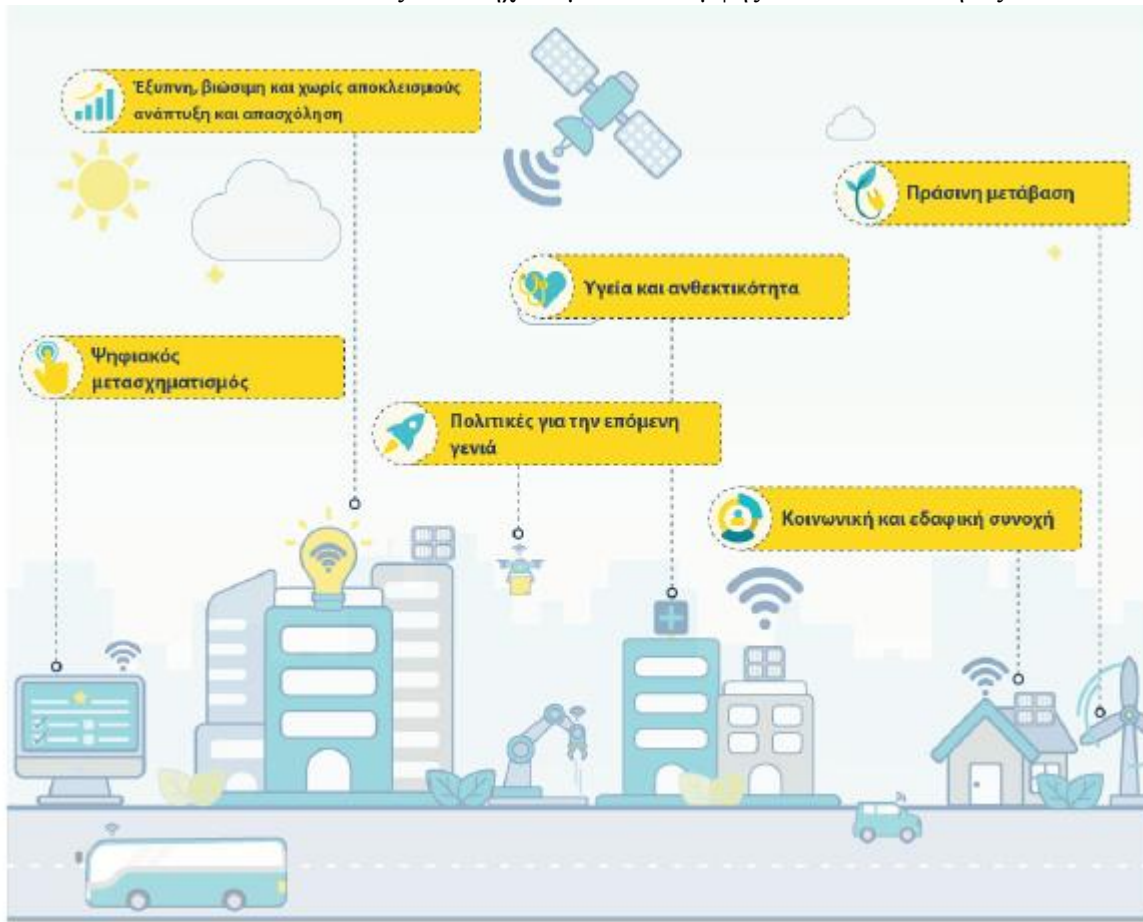 Έξυπνη, βιώσιμη και χωρίς αποκλεισμούς
ανάπτυξη και απασχόληση
Πράσινη μετάβαση
Υγεία και ανθεκτικότητα
Ψηφιακός
μετασχηματισμός
Πολιτικές για την επόμενη
γενιά
Κοινωνική και εδαφική συνοχή